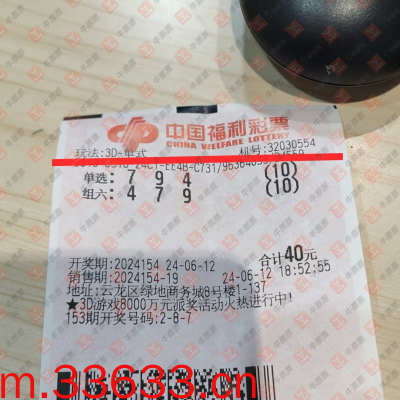 中国福利彩票
CHINA WELFARE LOTTERY
玩法:3D-单式 机号:32030554
单选: 7 9 4 (10)
组六: 4 7 9 (10)
开奖期:2024154 24-06-12 合计40元
销售期:2024154-19 24-06-12 18:52:55
地址:云龙区绿地商务城8号楼1-137
★3D游戏8000万元派奖活动火热进行中!
153期开奖号码:2-8-7
m.33633.cn